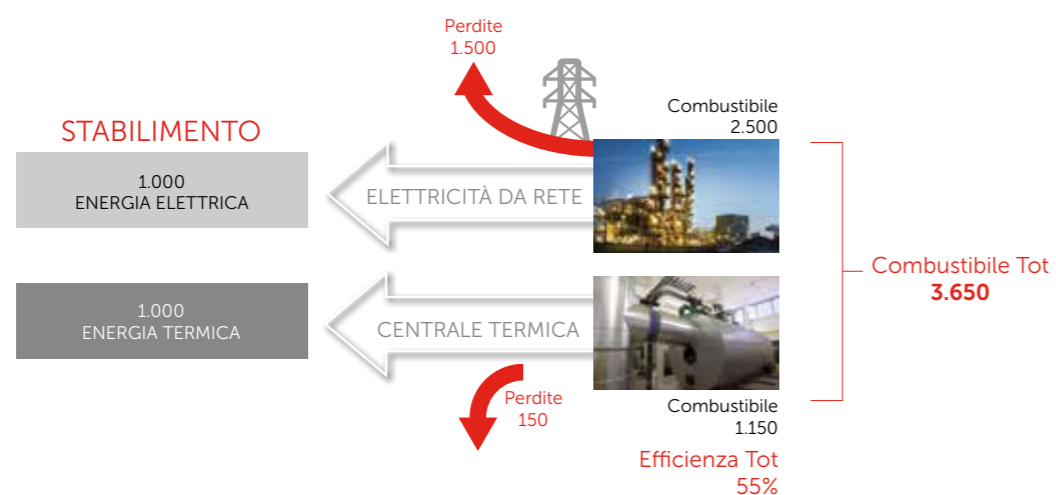 Perdite
1.500
Combustibile
2.500
STABILIMENTO
1.000
ENERGIA ELETTRICA
ELETTRICITÀ DA RETE
Combustibile Tot
3.650
1.000
ENERGIA TERMICA
CENTRALE TERMICA
Perdite
150
Combustibile
1.150
Efficienza Tot
55%